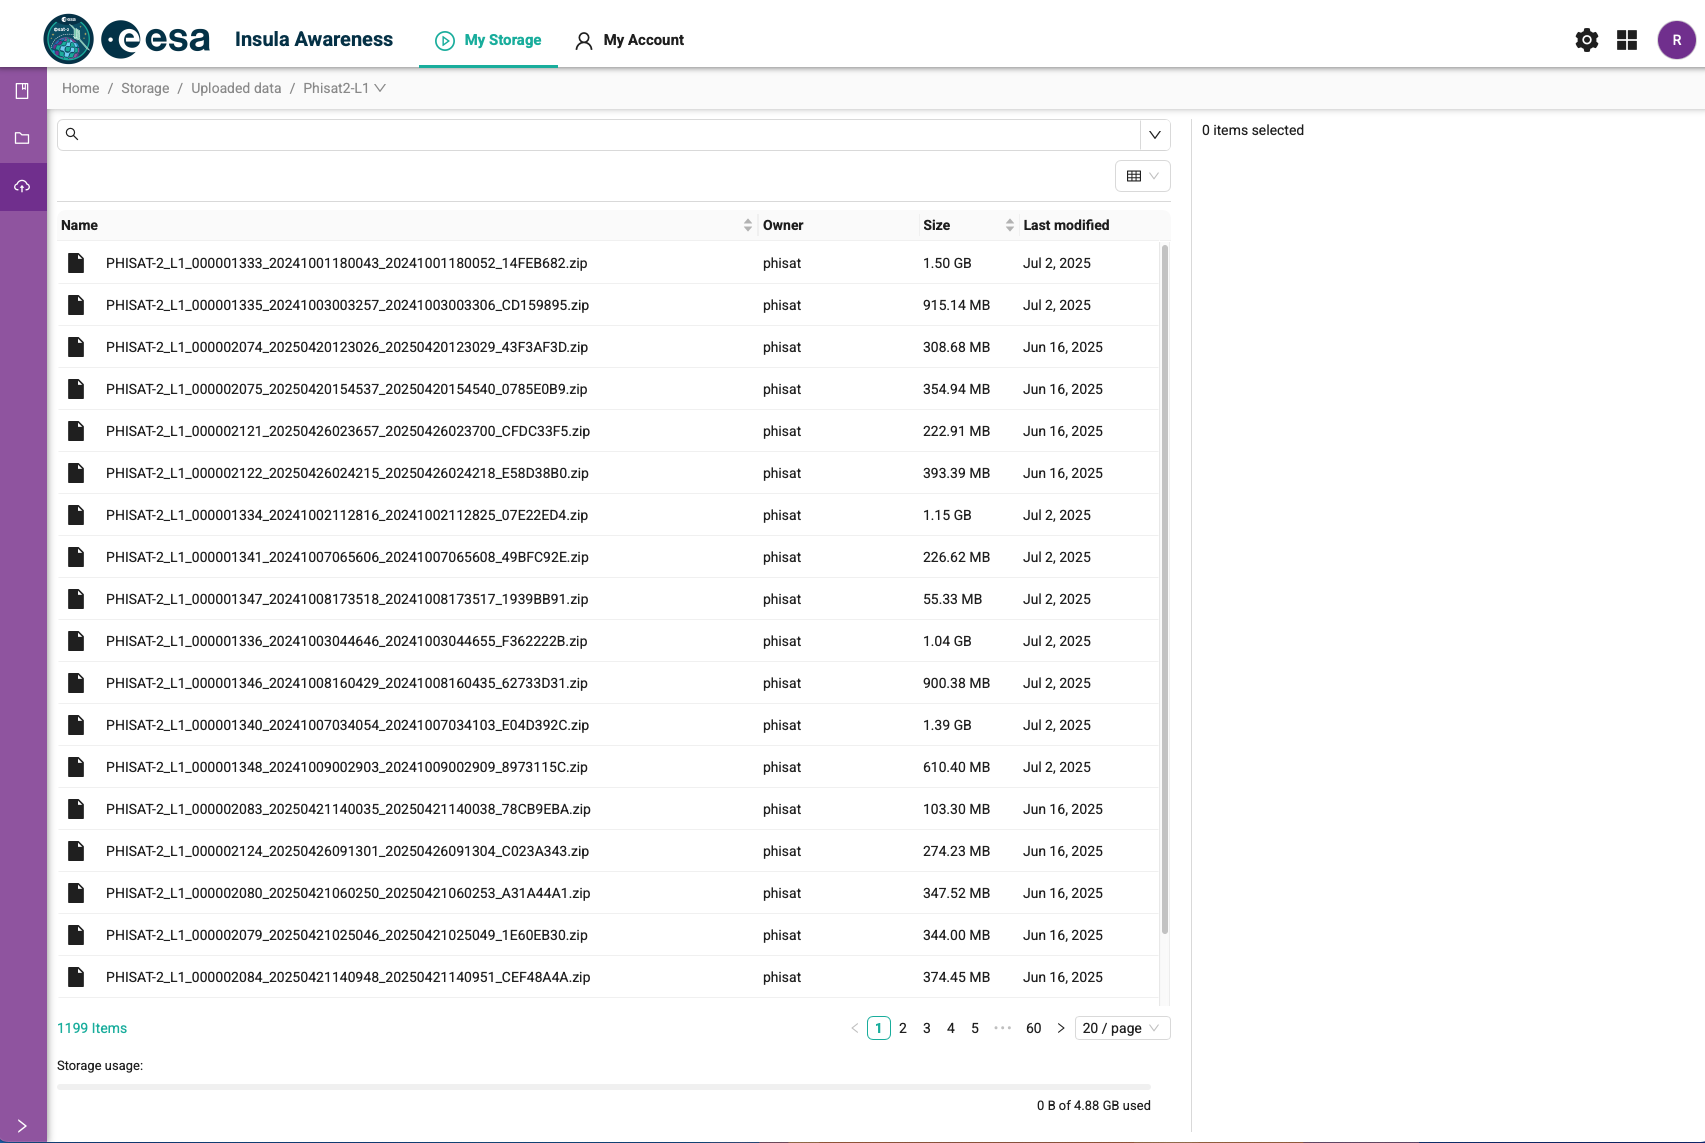 esa Insula Awareness My Storage My Account R
Home / Storage / Uploaded data / Phisat2-L1
0 items selected
Name Owner Size Last modified
PHISAT-2_L1_000001333_20241001180043_20241001180052_14FEB682.zip phisat 1.50 GB Jul 2, 2025
PHISAT-2_L1_000001335_20241003003257_20241003003306_CD159895.zip phisat 915.14 MB Jul 2, 2025
PHISAT-2_L1_000002074_20250420123026_20250420123029_43F3AF3D.zip phisat 308.68 MB Jun 16, 2025
PHISAT-2_L1_000002075_20250420154537_20250420154540_0785E0B9.zip phisat 354.94 MB Jun 16, 2025
PHISAT-2_L1_000002121_20250426023657_20250426023700_CFDC33F5.zip phisat 222.91 MB Jun 16, 2025
PHISAT-2_L1_000002122_20250426024215_20250426024218_E58D38B0.zip phisat 393.39 MB Jun 16, 2025
PHISAT-2_L1_000001334_20241002112816_20241002112825_07E22ED4.zip phisat 1.15 GB Jul 2, 2025
PHISAT-2_L1_000001341_20241007065606_20241007065608_49BFC92E.zip phisat 226.62 MB Jul 2, 2025
PHISAT-2_L1_000001347_20241008173518_20241008173517_1939BB91.zip phisat 55.33 MB Jul 2, 2025
PHISAT-2_L1_000001336_20241003044646_20241003044655_F362222B.zip phisat 1.04 GB Jul 2, 2025
PHISAT-2_L1_000001346_20241008160429_20241008160435_62733D31.zip phisat 900.38 MB Jul 2, 2025
PHISAT-2_L1_000001340_20241007034054_20241007034103_E04D392C.zip phisat 1.39 GB Jul 2, 2025
PHISAT-2_L1_000001348_20241009002903_20241009002909_8973115C.zip phisat 610.40 MB Jul 2, 2025
PHISAT-2_L1_000002083_20250421140035_20250421140038_78CB9EBA.zip phisat 103.30 MB Jun 16, 2025
PHISAT-2_L1_000002124_20250426091301_20250426091304_C023A343.zip phisat 274.23 MB Jun 16, 2025
PHISAT-2_L1_000002080_20250421060250_20250421060253_A31A44A1.zip phisat 347.52 MB Jun 16, 2025
PHISAT-2_L1_000002079_20250421025046_20250421025049_1E60EB30.zip phisat 344.00 MB Jun 16, 2025
PHISAT-2_L1_000002084_20250421140948_20250421140951_CEF48A4A.zip phisat 374.45 MB Jun 16, 2025
1199 Items 1 2 3 4 5 ••• 60 20 / page
Storage usage:
0 B of 4.88 GB used